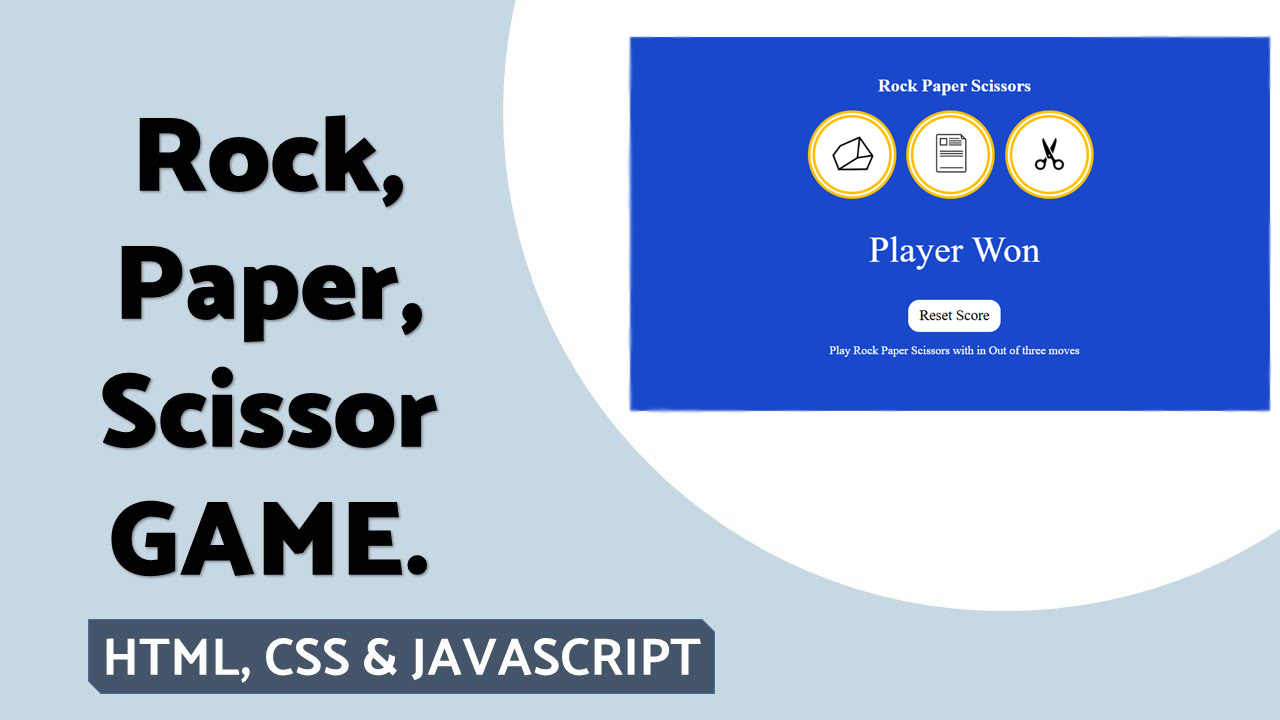 Rock,
Paper,
Scissor
GAME.
HTML, CSS & JAVASCRIPT
Rock Paper Scissors
Player Won
Reset Score
Play Rock Paper Scissors with in Out of three moves